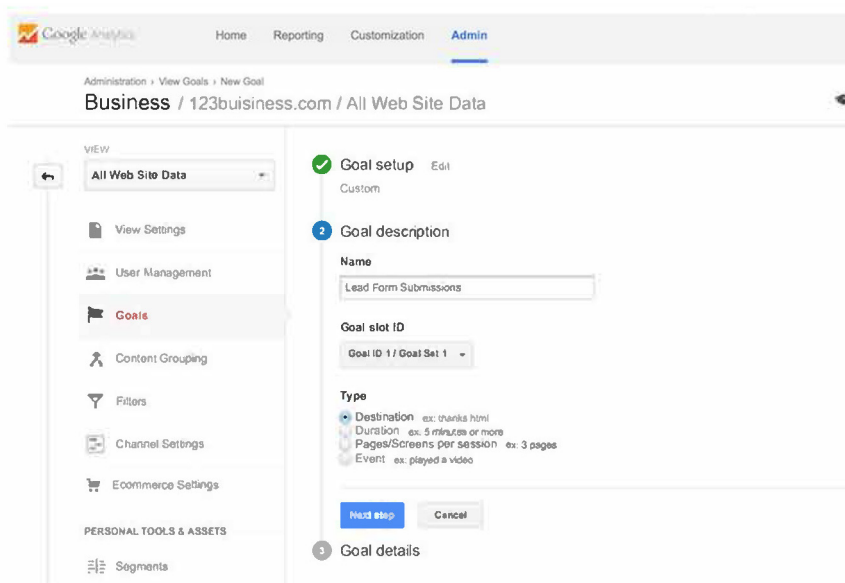 Google Analytics Home Reporting Customization Admin
Administration › View Goals › New Goal
Business / 123buisiness.com / All Web Site Data
VIEW
All Web Site Data
View Settings
User Management
Goals
Content Grouping
Filters
Channel Settings
Ecommerce Settings
PERSONAL TOOLS & ASSETS
Segments
Goal setup Edit
Custom
2 Goal description
Name
Lead Form Submissions
Goal slot ID
Goal ID 1 / Goal Set 1
Type
Destination ex: thanks html
Duration ex. 5 minutes or more
Pages/Screens per session ex: 3 pages
Event ex: played a video
Next step Cancel
3 Goal details